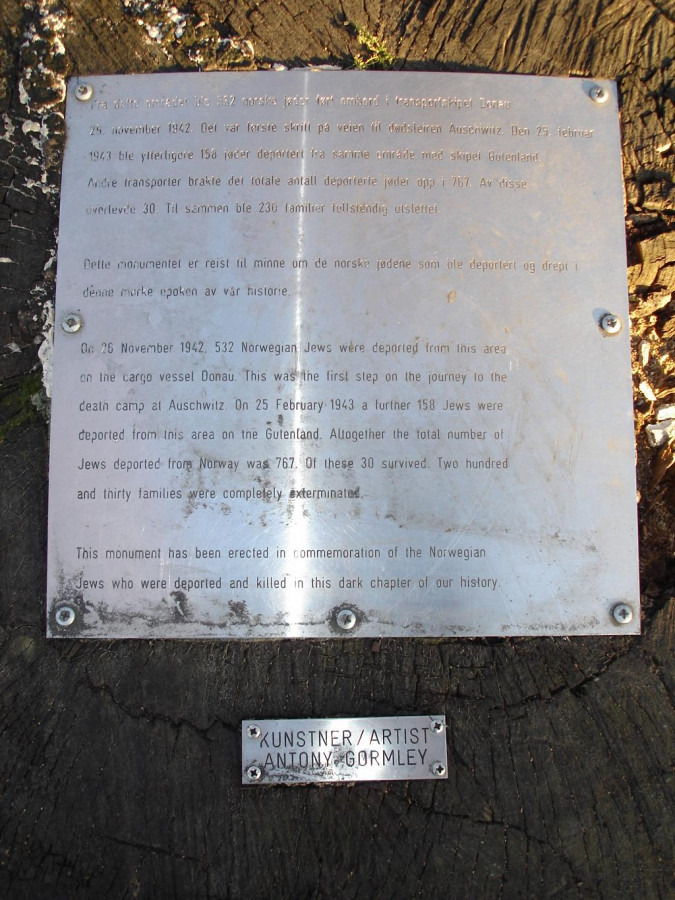 Fra dette området ble 532 norske jøder ført ombord i transportskipet Donau
26. november 1942. Det var første skritt på veien til dødsleiren Auschwitz. Den 25. februar
1943 ble ytterligere 158 jøder deportert fra samme område med skipet Gotenland.
Andre transporter brakte det totale antall deporterte jøder opp i 767. Av disse
overlevde 30. Til sammen ble 230 familier fullstendig utslettet.
Dette monumentet er reist til minne om de norske jødene som ble deportert og drept i
denne mørke epoken av vår historie.
On 26 November 1942, 532 Norwegian Jews were deported from this area
on the cargo vessel Donau. This was the first step on the journey to the
death camp at Auschwitz. On 25 February 1943 a further 158 Jews were
deported from this area on the Gotenland. Altogether the total number of
Jews deported from Norway was 767. Of these 30 survived. Two hundred
and thirty families were completely exterminated.
This monument has been erected in commemoration of the Norwegian
Jews who were deported and killed in this dark chapter of our history.
KUNSTNER/ARTIST
ANTONY GORMLEY